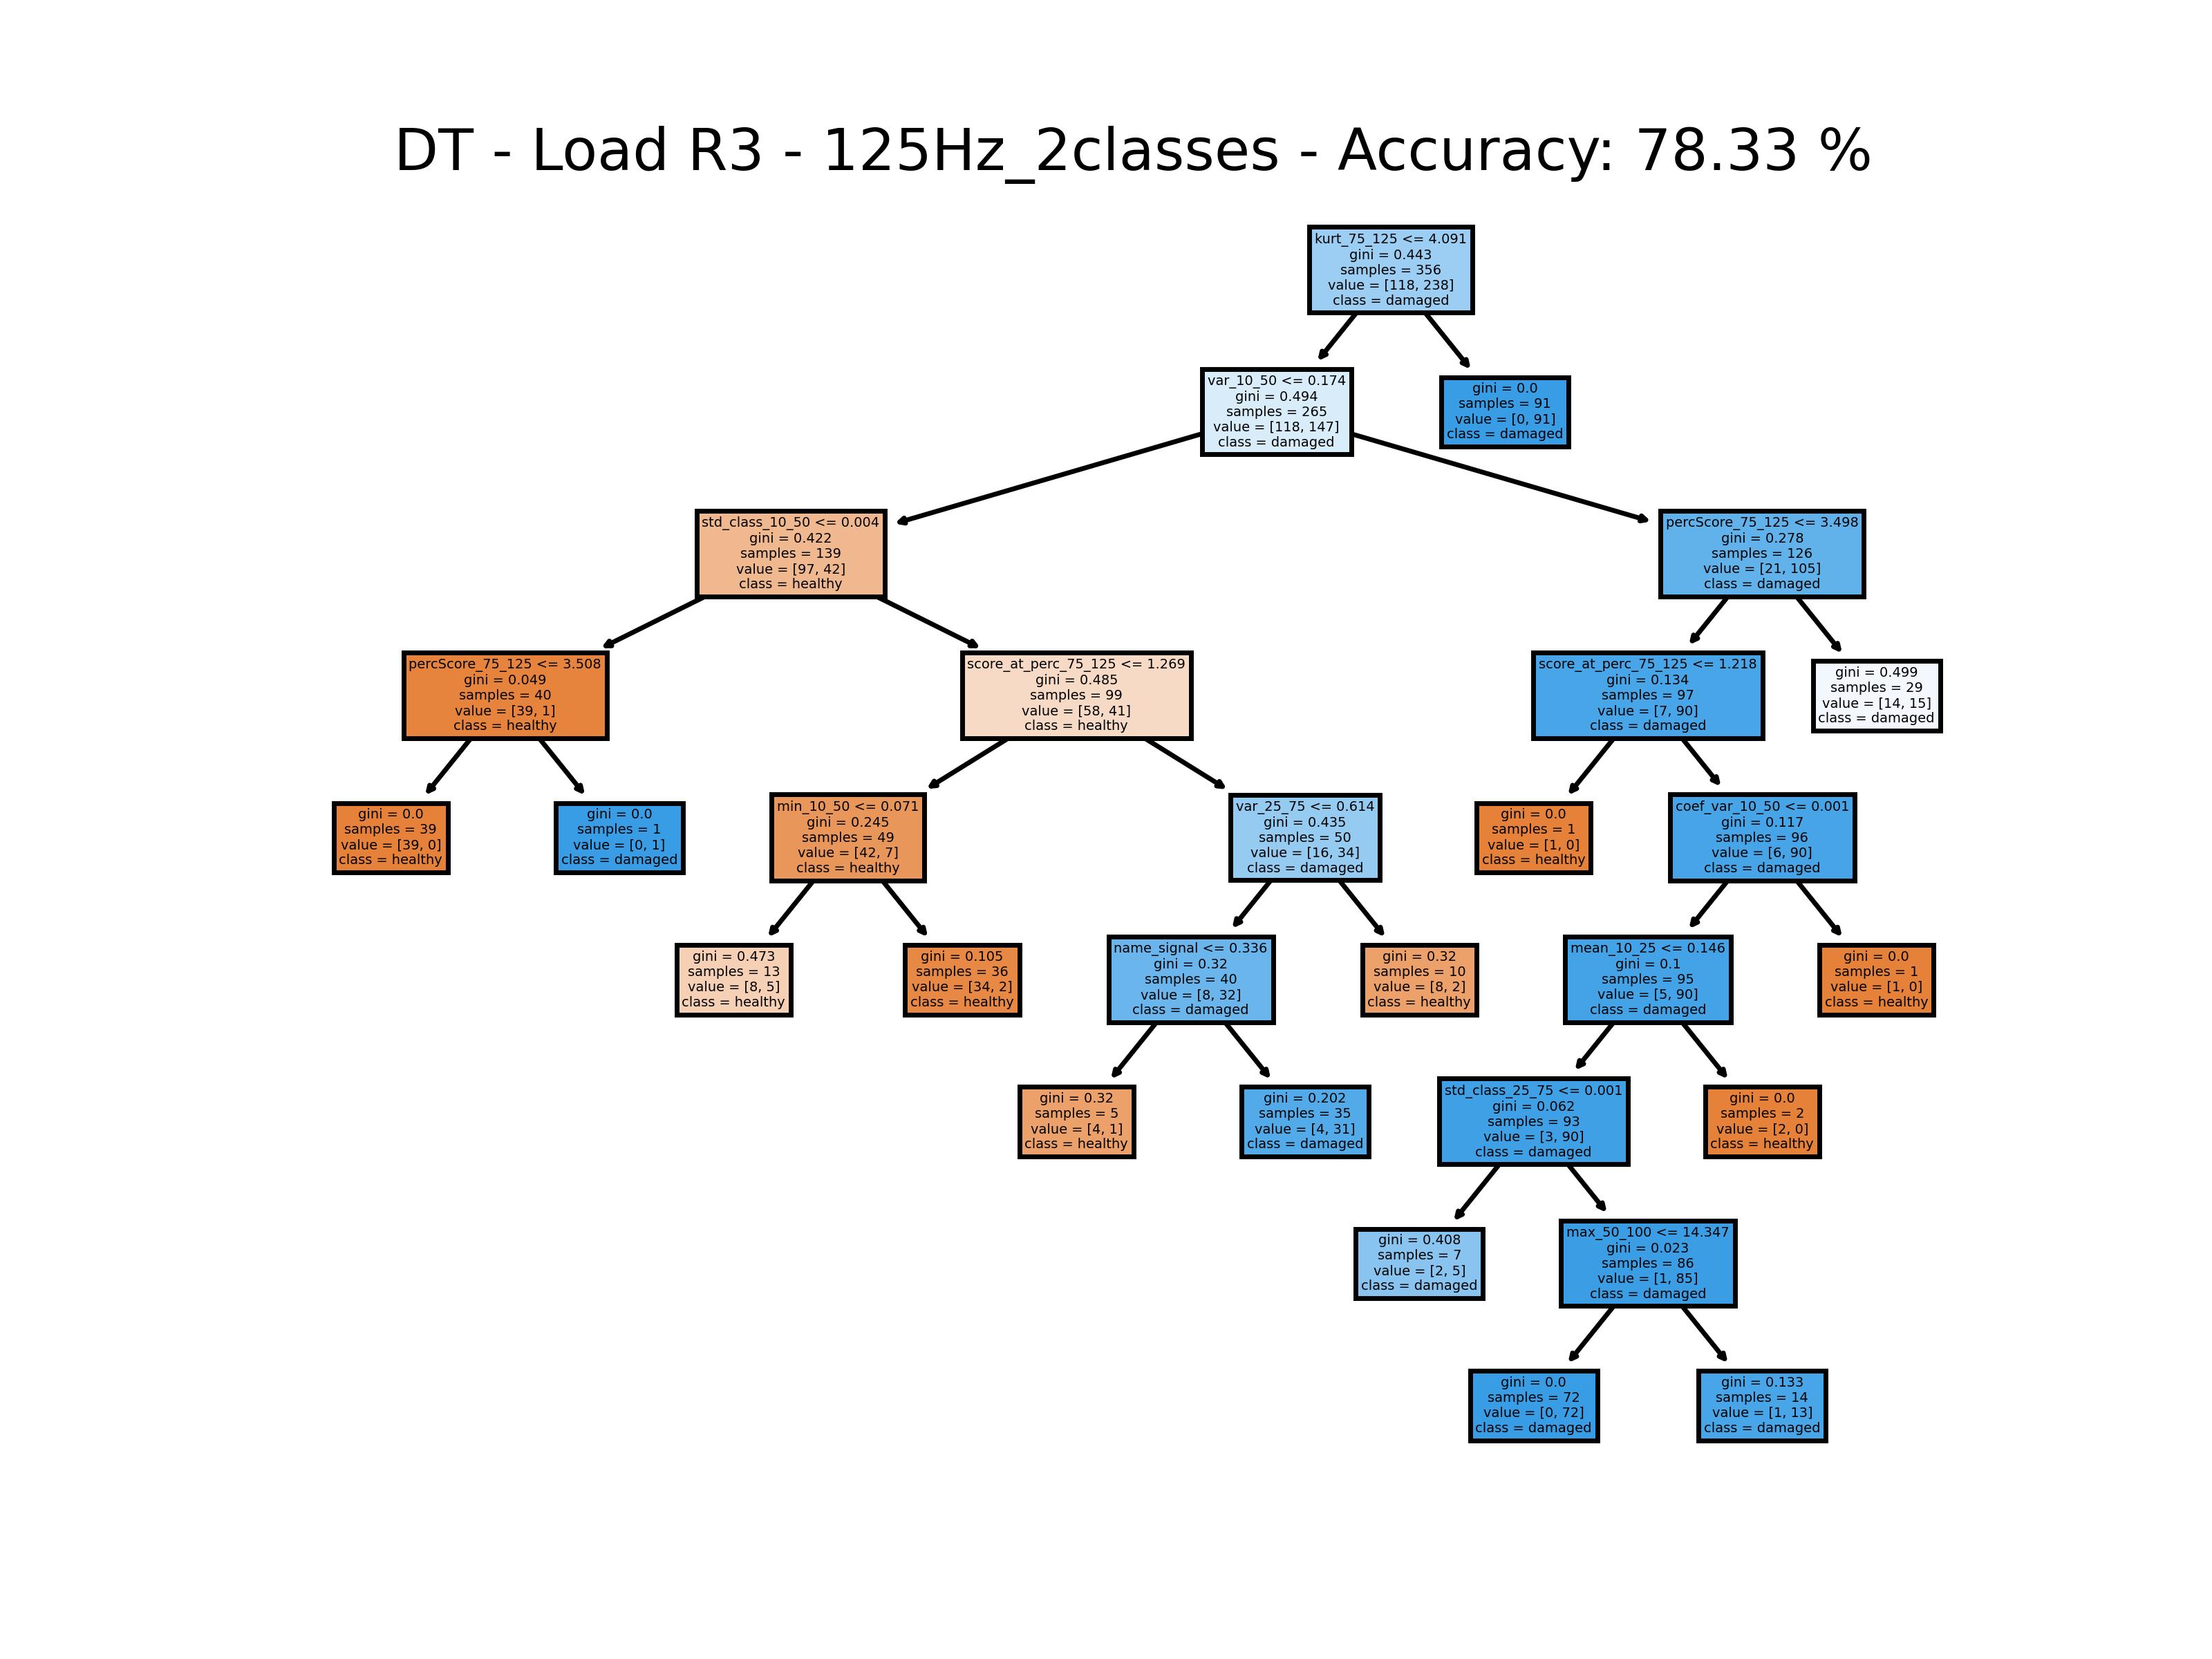 DT - Load R3 - 125Hz_2classes - Accuracy: 78.33 %
kurt_75_125 <= 4.091
gini = 0.443
samples = 356
value = [118, 238]
class = damaged
var_10_50 <= 0.174
gini = 0.494
samples = 265
value = [118, 147]
class = damaged
gini = 0.0
samples = 91
value = [0, 91]
class = damaged
std_class_10_50 <= 0.004
gini = 0.422
samples = 139
value = [97, 42]
class = healthy
percScore_75_125 <= 3.498
gini = 0.278
samples = 126
value = [21, 105]
class = damaged
percScore_75_125 <= 3.508
gini = 0.049
samples = 40
value = [39, 1]
class = healthy
score_at_perc_75_125 <= 1.269
gini = 0.485
samples = 99
value = [58, 41]
class = healthy
score_at_perc_75_125 <= 1.218
gini = 0.134
samples = 97
value = [7, 90]
class = damaged
gini = 0.499
samples = 29
value = [14, 15]
class = damaged
gini = 0.0
samples = 39
value = [39, 0]
class = healthy
gini = 0.0
samples = 1
value = [0, 1]
class = damaged
min_10_50 <= 0.071
gini = 0.245
samples = 49
value = [42, 7]
class = healthy
var_25_75 <= 0.614
gini = 0.435
samples = 50
value = [16, 34]
class = damaged
gini = 0.0
samples = 1
value = [1, 0]
class = healthy
coef_var_10_50 <= 0.001
gini = 0.117
samples = 96
value = [6, 90]
class = damaged
gini = 0.473
samples = 13
value = [8, 5]
class = healthy
gini = 0.105
samples = 36
value = [34, 2]
class = healthy
name_signal <= 0.336
gini = 0.32
samples = 40
value = [8, 32]
class = damaged
gini = 0.32
samples = 10
value = [8, 2]
class = healthy
mean_10_25 <= 0.146
gini = 0.1
samples = 95
value = [5, 90]
class = damaged
gini = 0.0
samples = 1
value = [1, 0]
class = healthy
gini = 0.32
samples = 5
value = [4, 1]
class = healthy
gini = 0.202
samples = 35
value = [4, 31]
class = damaged
std_class_25_75 <= 0.001
gini = 0.062
samples = 93
value = [3, 90]
class = damaged
gini = 0.0
samples = 2
value = [2, 0]
class = healthy
gini = 0.408
samples = 7
value = [2, 5]
class = damaged
max_50_100 <= 14.347
gini = 0.023
samples = 86
value = [1, 85]
class = damaged
gini = 0.0
samples = 72
value = [0, 72]
class = damaged
gini = 0.133
samples = 14
value = [1, 13]
class = damaged